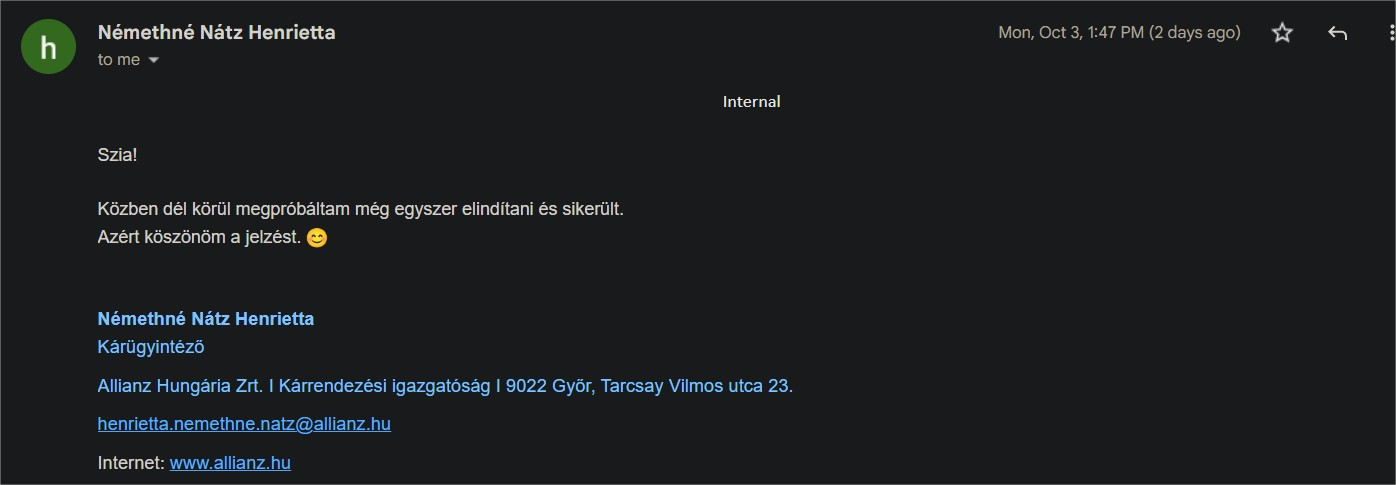 h
Némethné Nátz Henrietta
Mon, Oct 3, 1:47 PM (2 days ago)
to me
Internal
Szia!
Közben dél körül megpróbáltam még egyszer elindítani és sikerült.
Azért köszönöm a jelzést. 😊
Némethné Nátz Henrietta
Kárügyintéző
Allianz Hungária Zrt. I Kárrendezési igazgatóság I 9022 Győr, Tarcsay Vilmos utca 23.
henrietta.nemethne.natz@allianz.hu
Internet: www.allianz.hu